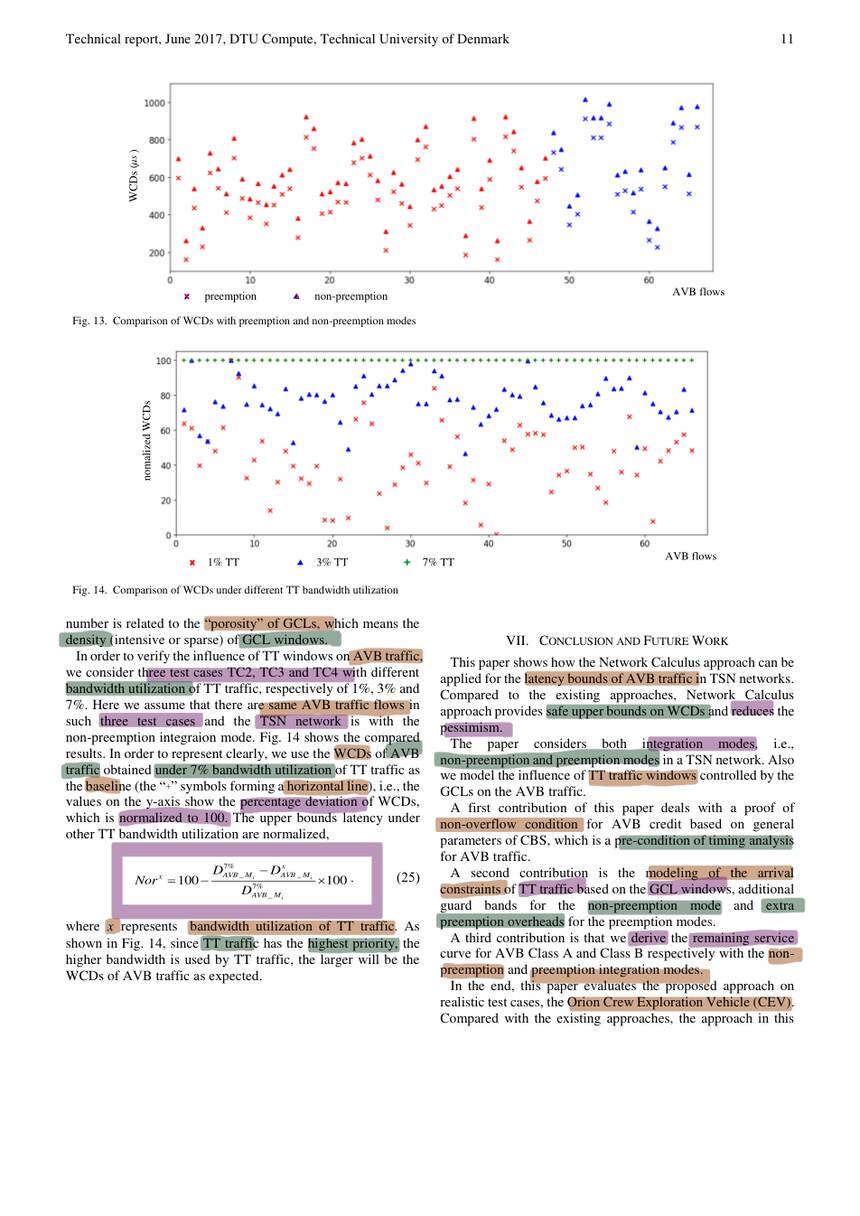 Technical report, June 2017, DTU Compute, Technical University of Denmark 11
1000
800
600
400
200
WCDs (μs)
0 10 20 30 40 50 60
AVB flows
preemption non-preemption
Fig. 13. Comparison of WCDs with preemption and non-preemption modes
100
80
60
40
20
0
nomalized WCDs
0 10 20 30 40 50 60
AVB flows
1% TT 3% TT 7% TT
Fig. 14. Comparison of WCDs under different TT bandwidth utilization
number is related to the “porosity” of GCLs, which means the
density (intensive or sparse) of GCL windows.
In order to verify the influence of TT windows on AVB traffic,
we consider three test cases TC2, TC3 and TC4 with different
bandwidth utilization of TT traffic, respectively of 1%, 3% and
7%. Here we assume that there are same AVB traffic flows in
such three test cases and the TSN network is with the
non-preemption integraion mode. Fig. 14 shows the compared
results. In order to represent clearly, we use the WCDs of AVB
traffic obtained under 7% bandwidth utilization of TT traffic as
the baseline (the “+” symbols forming a horizontal line), i.e., the
values on the y-axis show the percentage deviation of WCDs,
which is normalized to 100. The upper bounds latency under
other TT bandwidth utilization are normalized,
Nor^x = 100 − (D^{7%}_{AVB_M_i} − D^x_{AVB_M_i}) / D^{7%}_{AVB_M_i} × 100 . (25)
where x represents bandwidth utilization of TT traffic. As
shown in Fig. 14, since TT traffic has the highest priority, the
higher bandwidth is used by TT traffic, the larger will be the
WCDs of AVB traffic as expected.
VII. CONCLUSION AND FUTURE WORK
This paper shows how the Network Calculus approach can be
applied for the latency bounds of AVB traffic in TSN networks.
Compared to the existing approaches, Network Calculus
approach provides safe upper bounds on WCDs and reduces the
pessimism.
The paper considers both integration modes, i.e.,
non-preemption and preemption modes in a TSN network. Also
we model the influence of TT traffic windows controlled by the
GCLs on the AVB traffic.
A first contribution of this paper deals with a proof of
non-overflow condition for AVB credit based on general
parameters of CBS, which is a pre-condition of timing analysis
for AVB traffic.
A second contribution is the modeling of the arrival
constraints of TT traffic based on the GCL windows, additional
guard bands for the non-preemption mode and extra
preemption overheads for the preemption modes.
A third contribution is that we derive the remaining service
curve for AVB Class A and Class B respectively with the non-
preemption and preemption integration modes.
In the end, this paper evaluates the proposed approach on
realistic test cases, the Orion Crew Exploration Vehicle (CEV).
Compared with the existing approaches, the approach in this